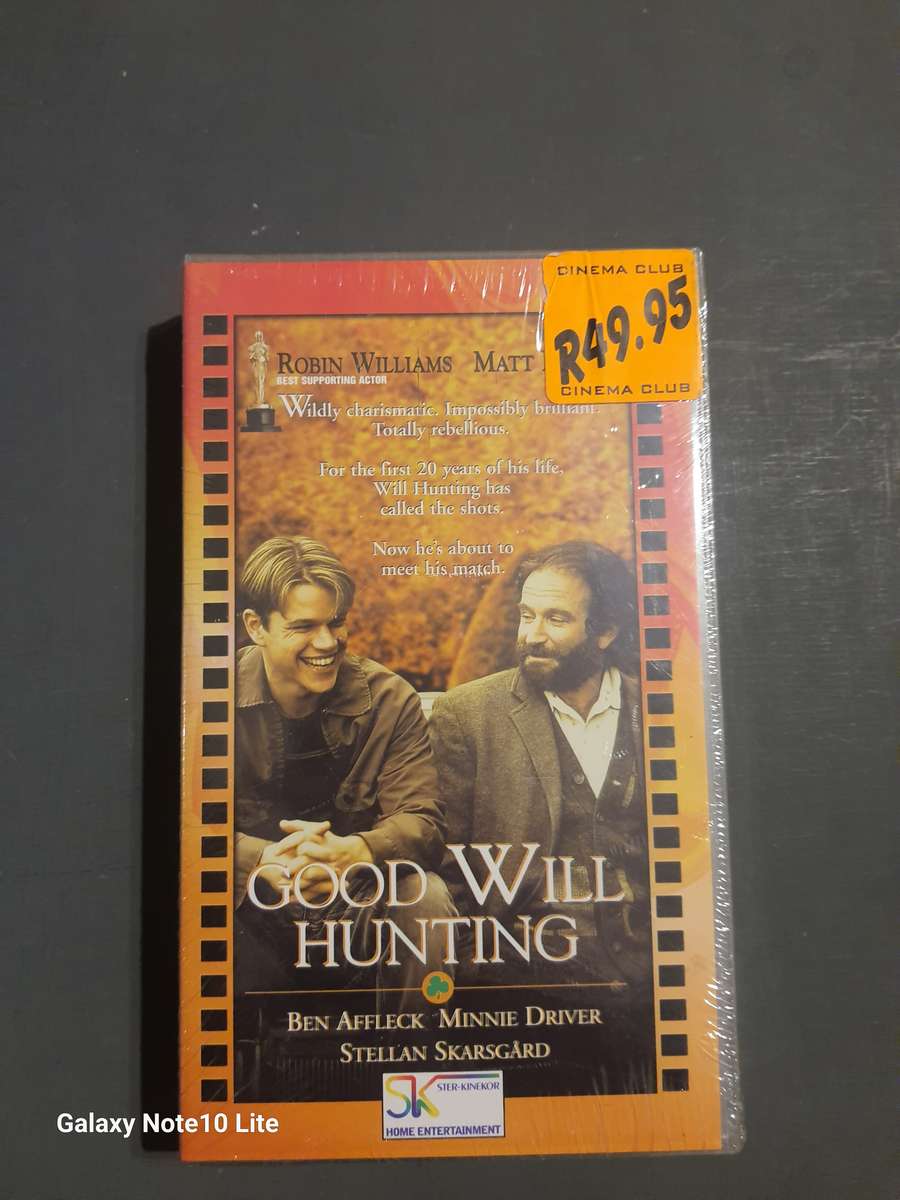 CINEMA CLUB
R49.95
CINEMA CLUB
ROBIN WILLIAMS MATT
BEST SUPPORTING ACTOR
Wildly charismatic. Impossibly brilliant.
Totally rebellious.
For the first 20 years of his life,
Will Hunting has
called the shots.
Now he's about to
meet his match.
GOOD WILL
HUNTING
BEN AFFLECK MINNIE DRIVER
STELLAN SKARSGÅRD
SK STER-KINEKOR
HOME ENTERTAINMENT
Galaxy Note10 Lite